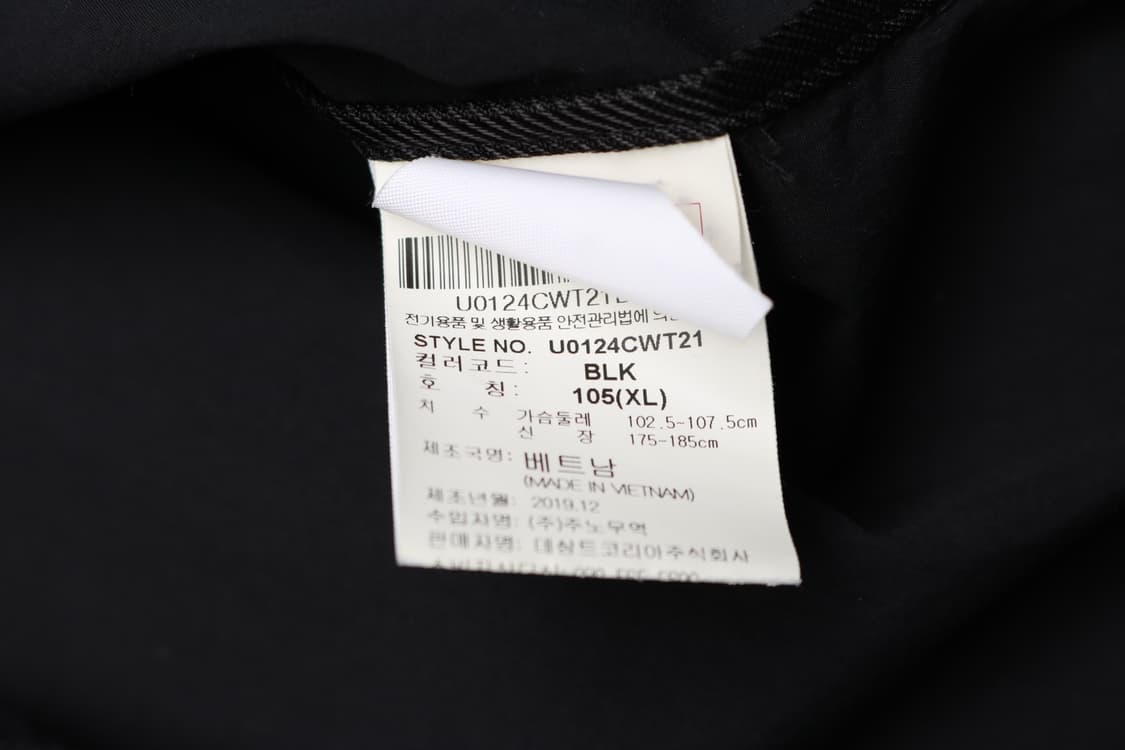 U0124CWT21
전기용품 및 생활용품 안전관리법에
STYLE NO. U0124CWT21
컬러코드: BLK
호 칭: 105(XL)
치 수 가슴둘레 102.5~107.5cm
신 장 175~185cm
제조국명: 베트남
(MADE IN VIETNAM)
제조년월: 2019.12
수입자명: (주)주노무역
판매자명: 데상트코리아주식회사